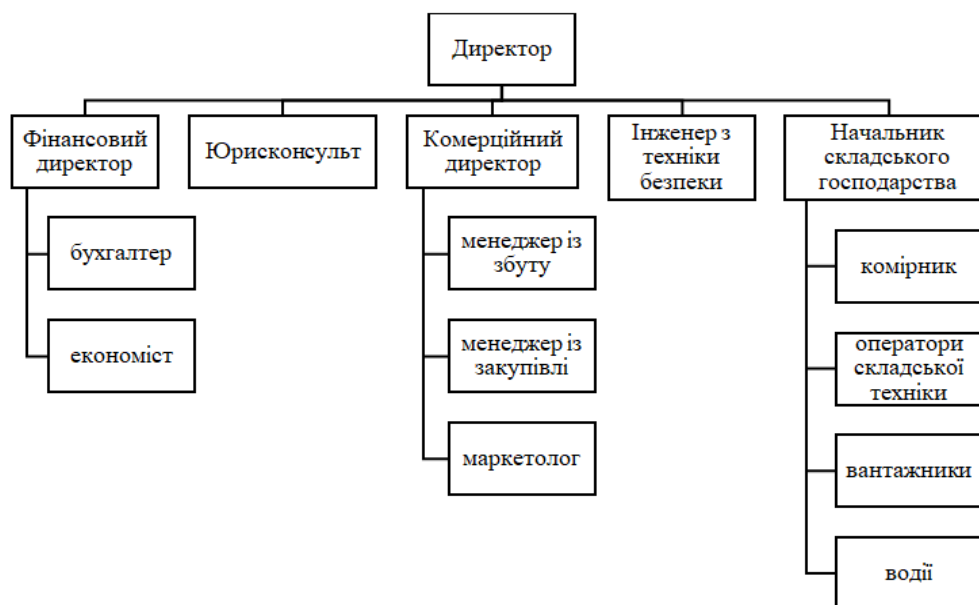 Директор
Фінансовий
директор
Юрисконсульт
Комерційний
директор
Інженер з
техніки
безпеки
Начальник
складського
господарства
бухгалтер
економіст
менеджер із
збуту
менеджер із
закупівлі
маркетолог
комірник
оператори
складської
техніки
вантажники
водії